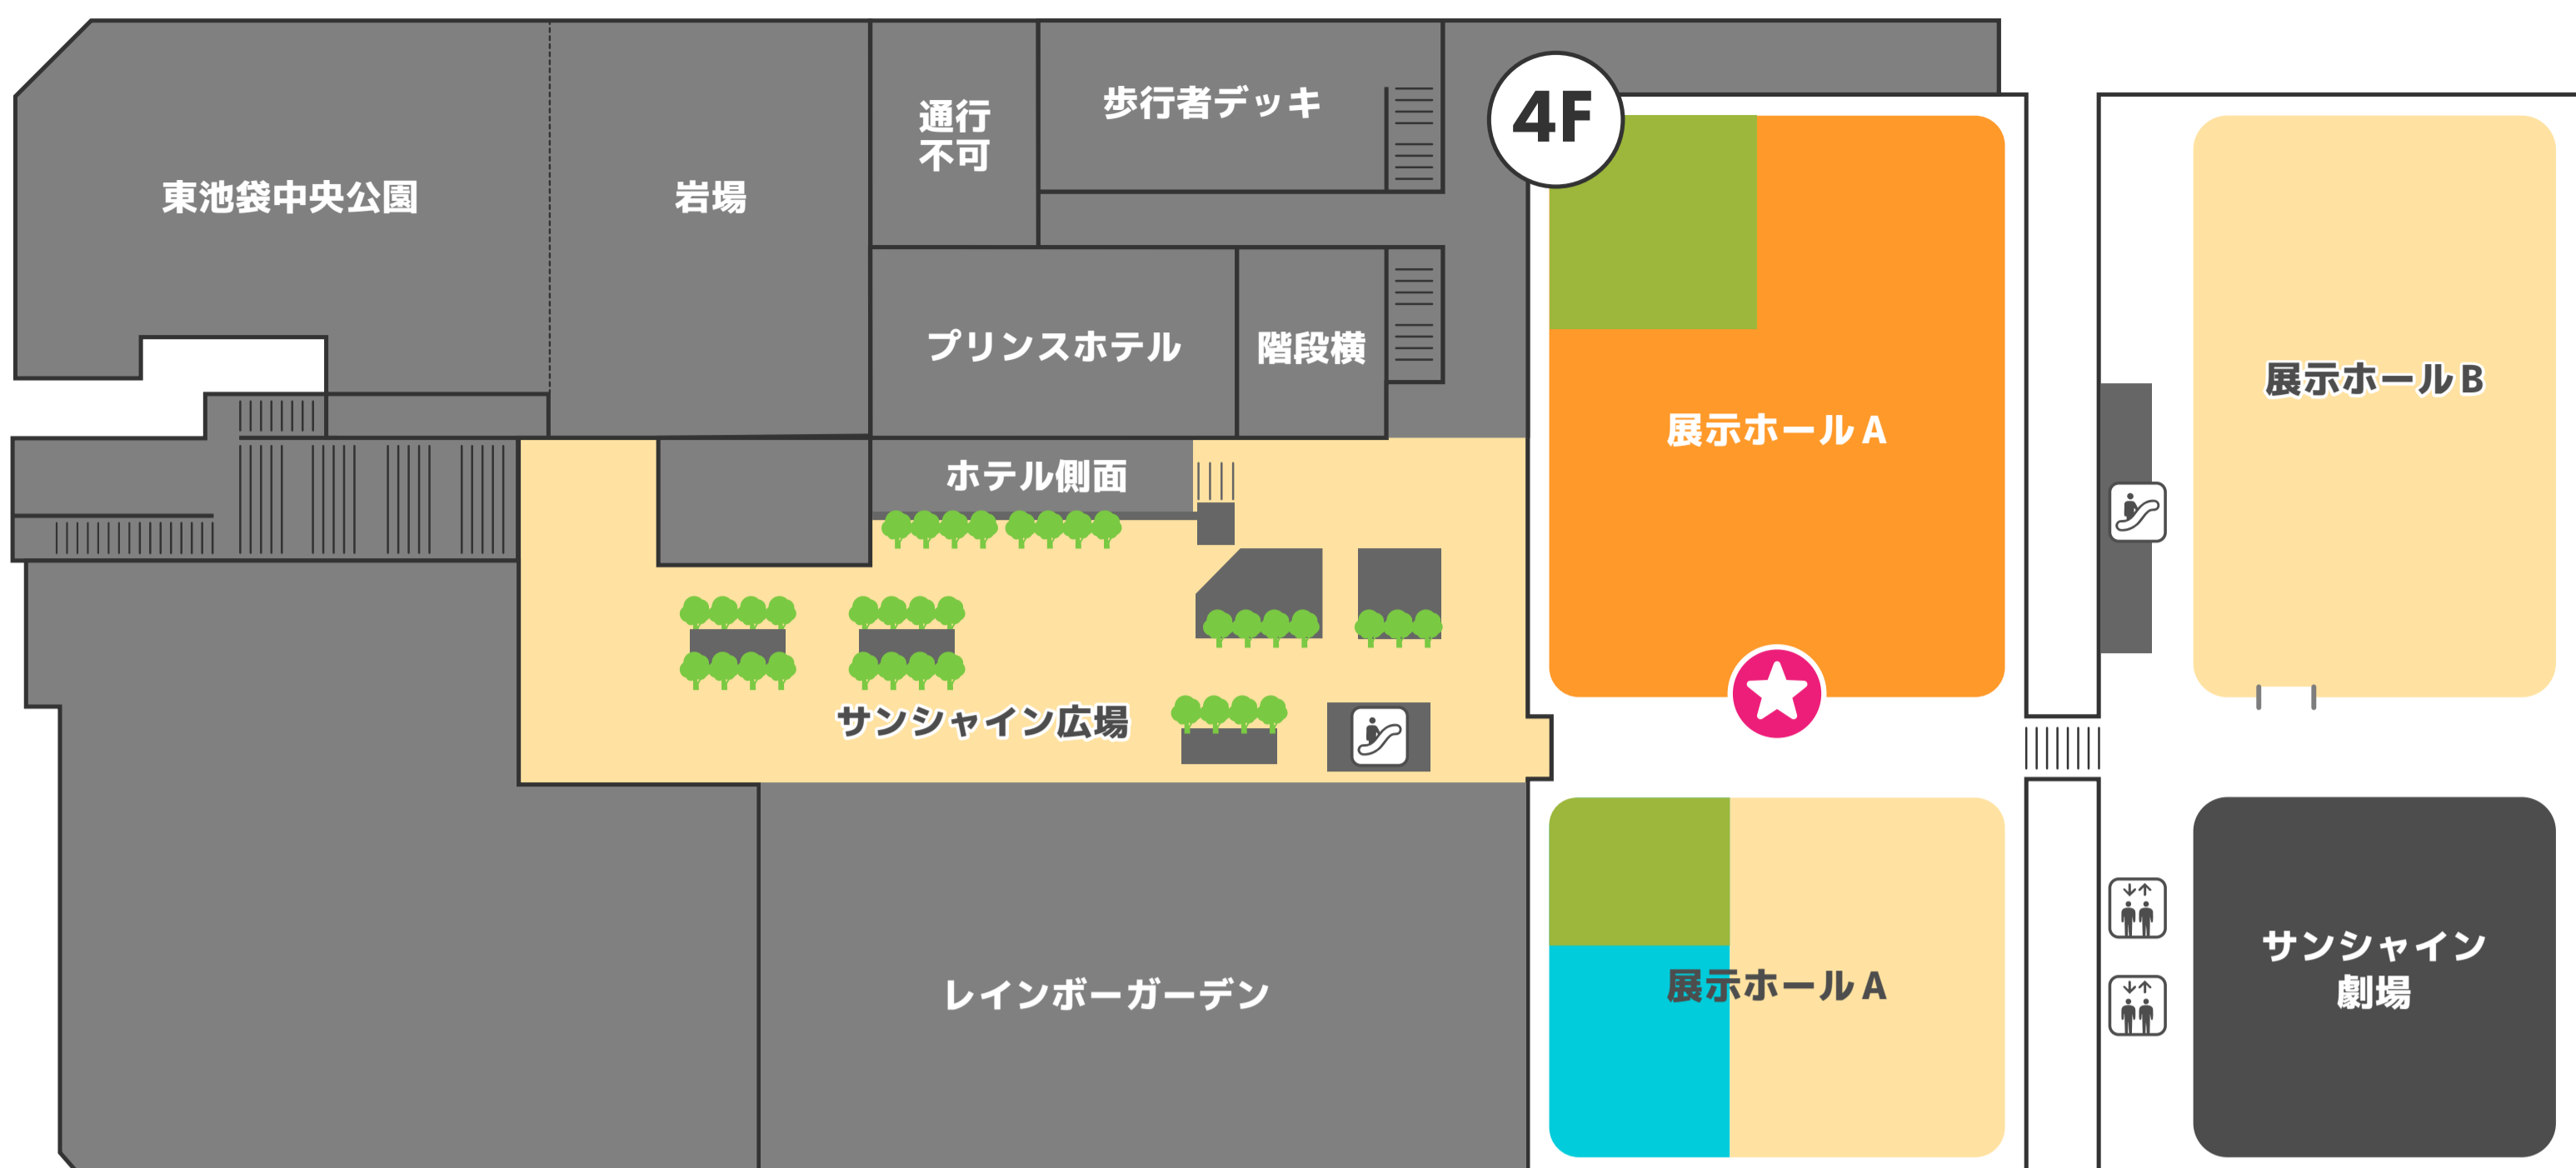 4F
通行
不可
歩行者デッキ
東池袋中央公園
岩場
プリンスホテル
階段横
展示ホールB
展示ホールA
ホテル側面
サンシャイン広場
サンシャイン
劇場
展示ホールA
レインボーガーデン